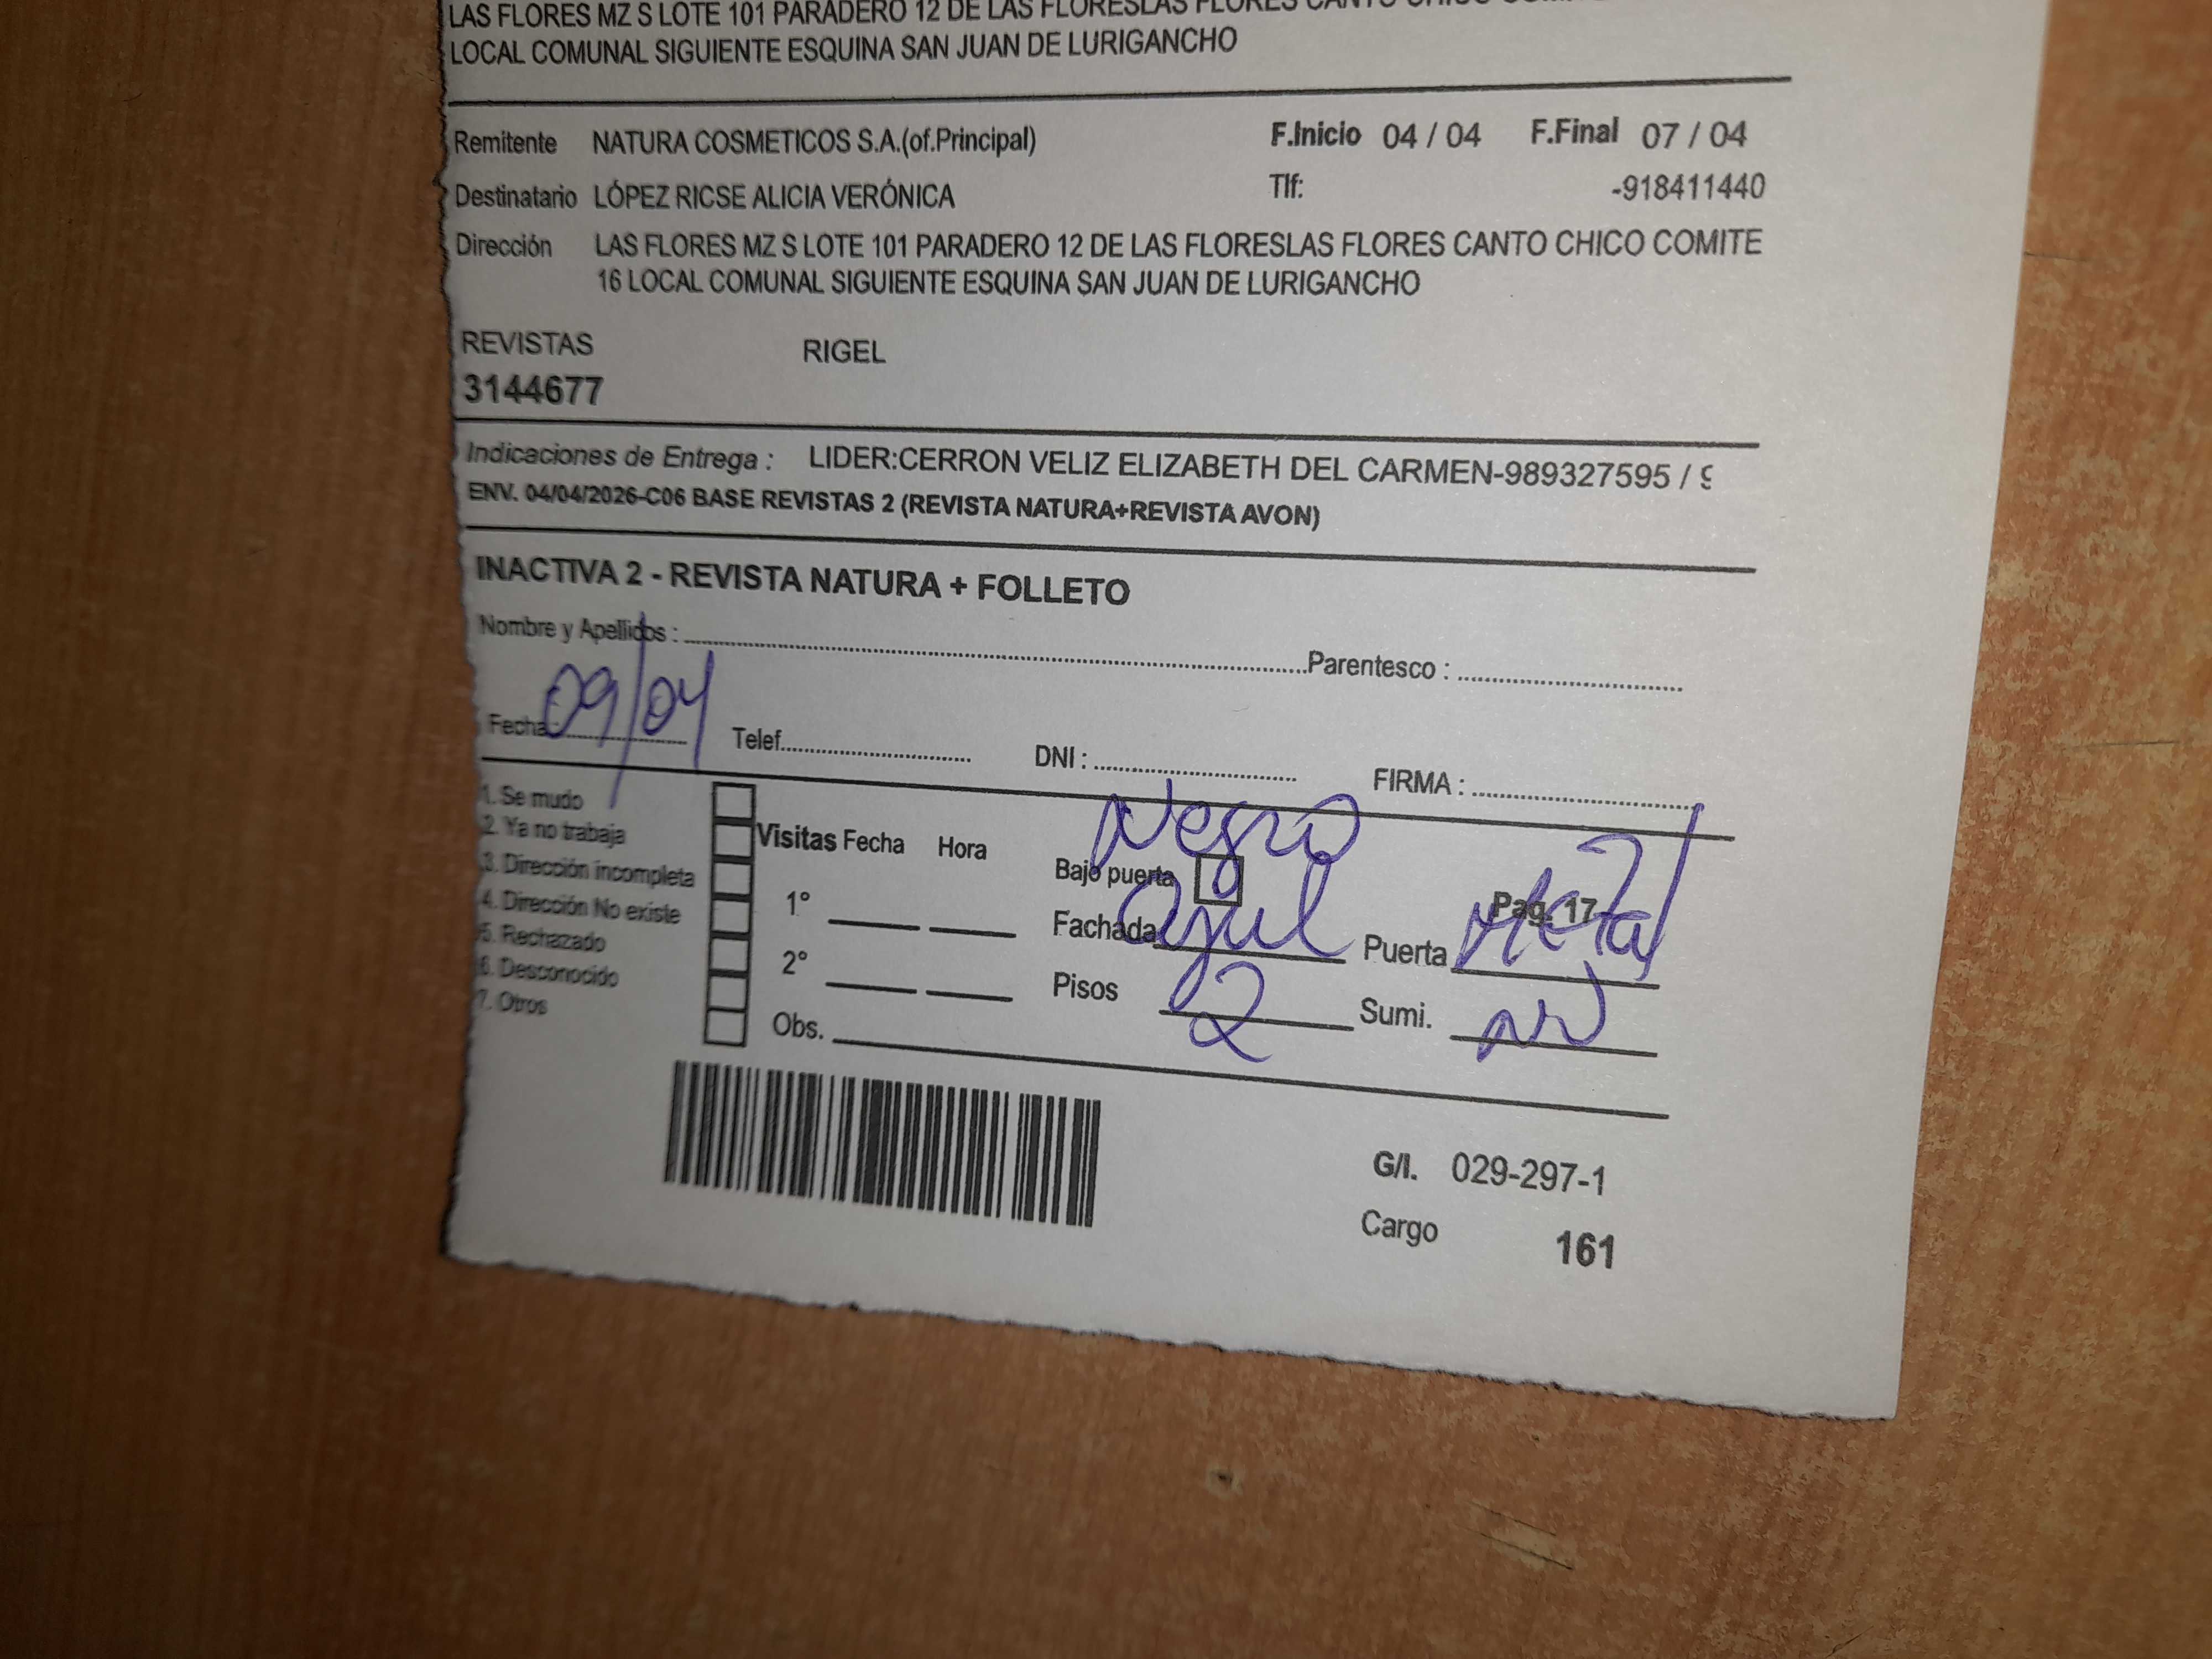 LAS FLORES MZ S LOTE 101 PARADERO 12 DE LAS FLORESLAS FLORES CANTO CHICO
LOCAL COMUNAL SIGUIENTE ESQUINA SAN JUAN DE LURIGANCHO
Remitente NATURA COSMETICOS S.A.(of.Principal) F.Inicio 04 / 04 F.Final 07 / 04
Destinatario LÓPEZ RICSE ALICIA VERÓNICA Tlf: -918411440
Dirección LAS FLORES MZ S LOTE 101 PARADERO 12 DE LAS FLORESLAS FLORES CANTO CHICO COMITE
16 LOCAL COMUNAL SIGUIENTE ESQUINA SAN JUAN DE LURIGANCHO
REVISTAS RIGEL
3144677
Indicaciones de Entrega : LIDER:CERRON VELIZ ELIZABETH DEL CARMEN-989327595 / 9
ENV. 04/04/2026-C06 BASE REVISTAS 2 (REVISTA NATURA+REVISTA AVON)
INACTIVA 2 - REVISTA NATURA + FOLLETO
Nombre y Apellidos : Parentesco :
Fecha: 09/04 Telef. DNI : FIRMA :
1. Se mudo
2. Ya no trabaja
3. Dirección incompleta
4. Dirección No existe
5. Rechazado
6. Desconocido
7. Otros
Visitas Fecha Hora
1°
2°
Obs.
Negro
Bajo puerta Pag. 17
Fachada Azul Puerta Metal
Pisos 2 Sumi.
G/I. 029-297-1
Cargo 161